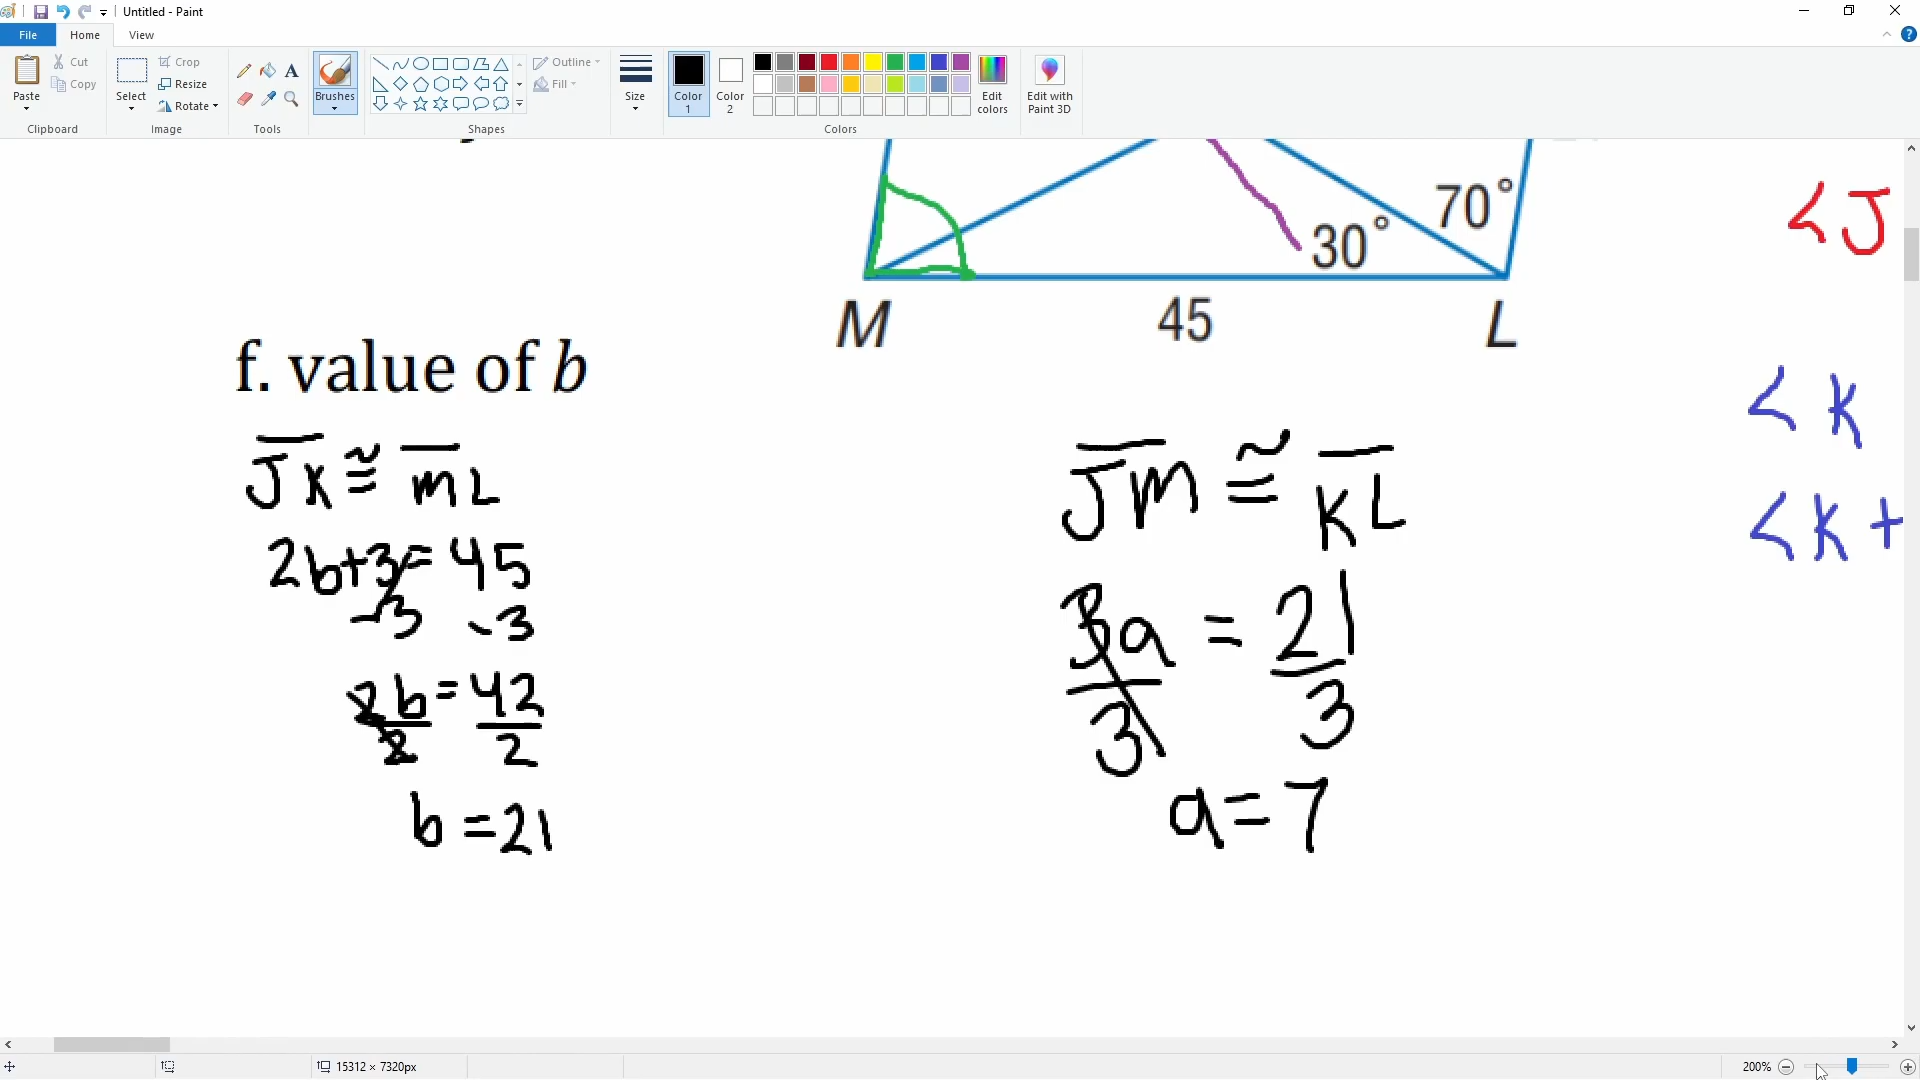 Untitled - Paint
File Home View
Paste
Cut
Copy
Clipboard
Select
Crop
Resize
Rotate
Image
A
Tools
Brushes
Shapes
Outline
Fill
Size
Color 1
Color 2
Edit colors
Colors
Edit with Paint 3D
30°
70°
M
45
L
f. value of b
JK ≅ mL
2b+3 = 45
-3 -3
2b = 42
2 2
b = 21
Jm ≅ KL
3a = 21
3 3
a = 7
<J
<K
<K+
15312 × 7320px
200%